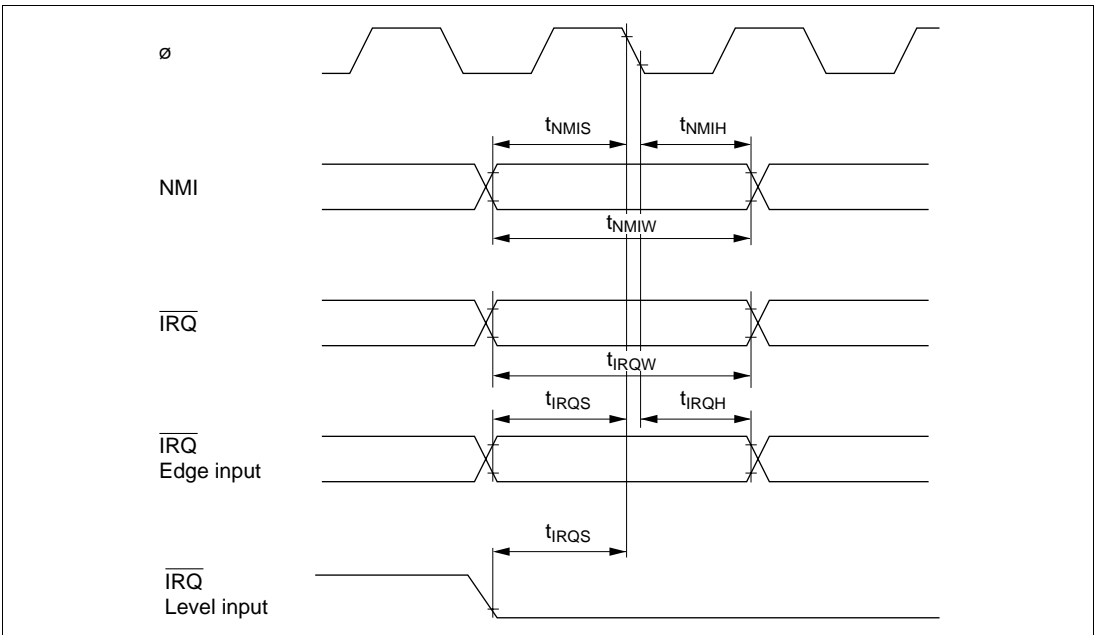 ø
tNMIS tNMIH
NMI
tNMIW
IRQ
tIRQW
tIRQS tIRQH
IRQ
Edge input
tIRQS
IRQ
Level input